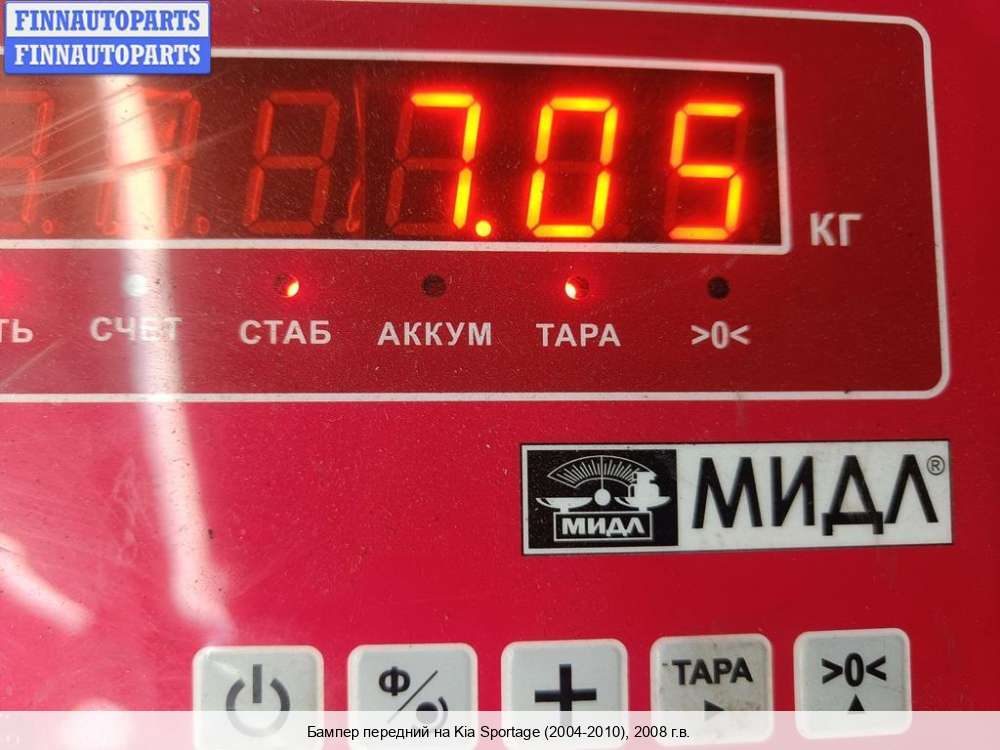 FINNAUTOPARTS
FINNAUTOPARTS
7.05
КГ
ТЬ СЧЕТ СТАБ АККУМ ТАРА >0<
МИДЛ МИДЛ®
Ф ТАРА >0<
Бампер передний на Kia Sportage (2004-2010), 2008 г.в.